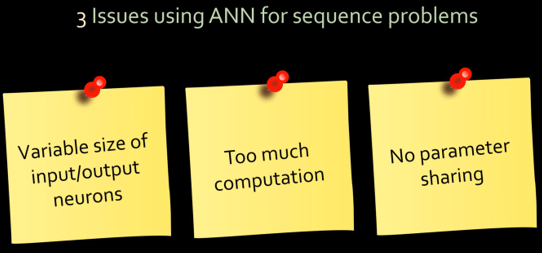 3 Issues using ANN for sequence problems
Variable size of
input/output
neurons
Too much
computation
No parameter
sharing